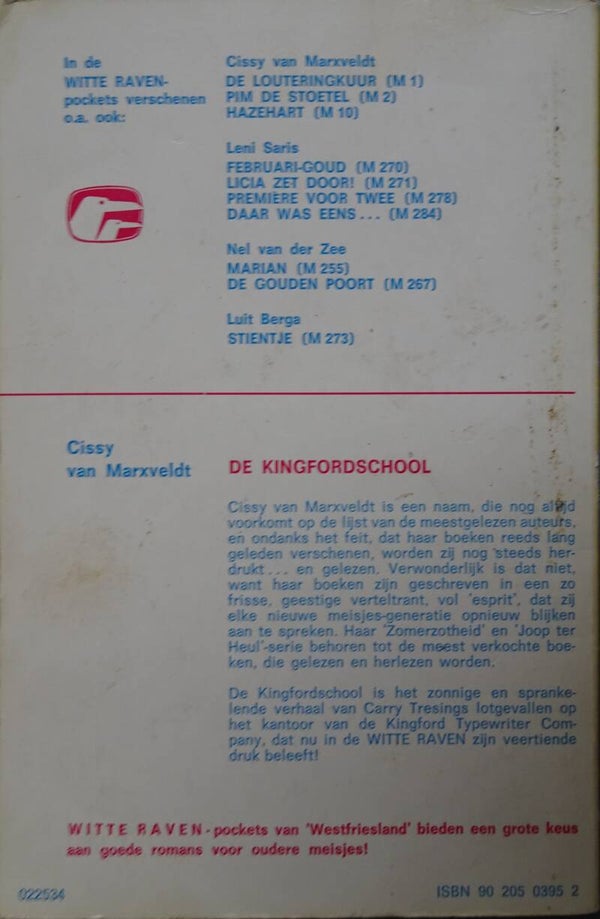 In de
WITTE RAVEN-
pockets verschenen
o.a. ook:
Cissy van Marxveldt
DE LOUTERINGKUUR (M 1)
PIM DE STOETEL (M 2)
HAZEHART (M 10)
Leni Saris
FEBRUARI-GOUD (M 270)
LICIA ZET DOOR! (M 271)
PREMIÈRE VOOR TWEE (M 278)
DAAR WAS EENS... (M 284)
Nel van der Zee
MARIAN (M 255)
DE GOUDEN POORT (M 267)
Luit Berga
STIENTJE (M 273)
Cissy
van Marxveldt
DE KINGFORDSCHOOL
Cissy van Marxveldt is een naam, die nog altijd
voorkomt op de lijst van de meestgelezen auteurs,
en ondanks het feit, dat haar boeken reeds lang
geleden verschenen, worden zij nog steeds her-
drukt... en gelezen. Verwonderlijk is dat niet,
want haar boeken zijn geschreven in een zo
frisse, geestige verteltrant, vol 'esprit', dat zij
elke nieuwe meisjes-generatie opnieuw blijken
aan te spreken. Haar 'Zomerzotheid' en 'Joop ter
Heul'-serie behoren tot de meest verkochte boe-
ken, die gelezen en herlezen worden.
De Kingfordschool is het zonnige en spranke-
lende verhaal van Carry Tresings lotgevallen op
het kantoor van de Kingford Typewriter Com-
pany, dat nu in de WITTE RAVEN zijn veertiende
druk beleeft!
WITTE RAVEN-pockets van 'Westfriesland' bieden een grote keus
aan goede romans voor oudere meisjes!
022534
ISBN 90 205 0395 2